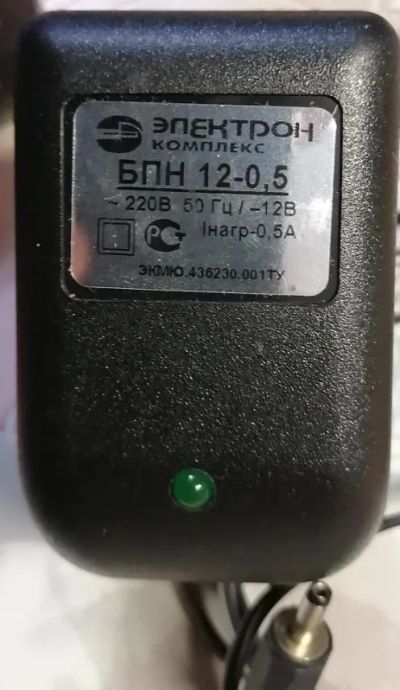 ЭЛЕКТРОН
КОМПЛЕКС
БПН 12-0,5
~ 220В 50 Гц / –12В
Iнагр-0,5А
ЭКМЮ.436230.001ТУ